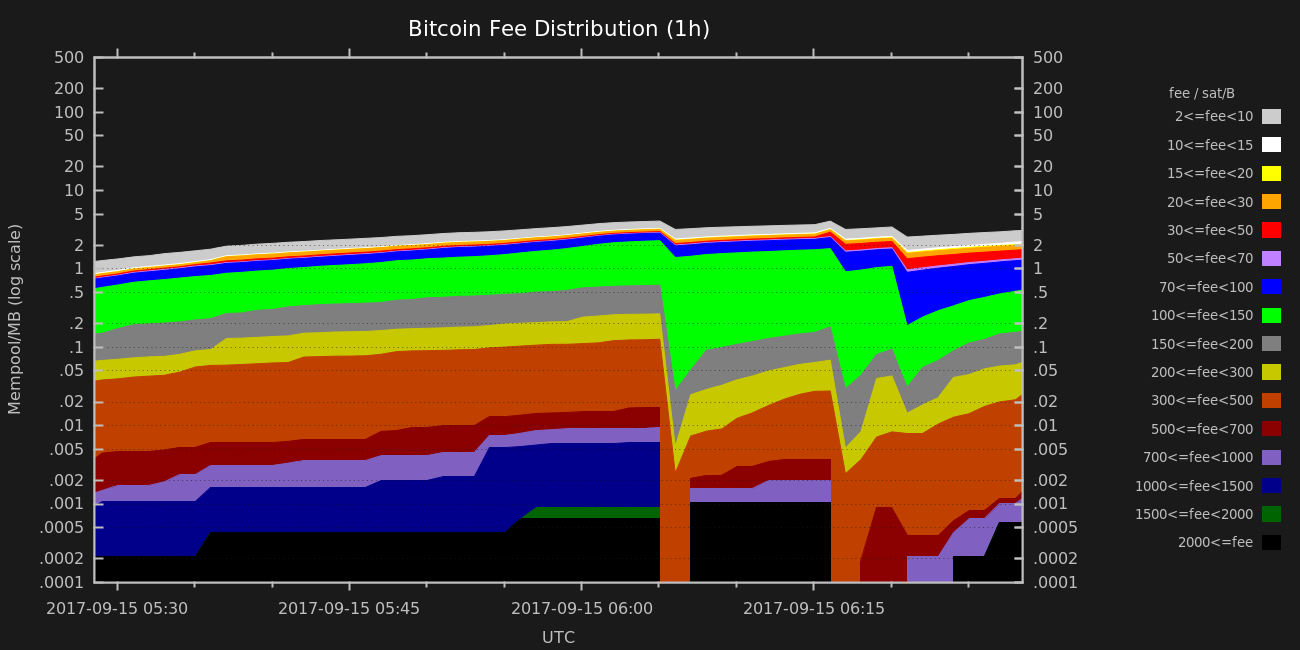 Bitcoin Fee Distribution (1h)
500 500
200 200
100 100
50 50
20 20
10 10
5 5
2 2
1 1
.5 .5
.2 .2
.1 .1
.05 .05
.02 .02
.01 .01
.005 .005
.002 .002
.001 .001
.0005 .0005
.0002 .0002
.0001 .0001
Mempool/MB (log scale)
2017-09-15 05:30 2017-09-15 05:45 2017-09-15 06:00 2017-09-15 06:15
UTC
fee / sat/B
2<=fee<10
10<=fee<15
15<=fee<20
20<=fee<30
30<=fee<50
50<=fee<70
70<=fee<100
100<=fee<150
150<=fee<200
200<=fee<300
300<=fee<500
500<=fee<700
700<=fee<1000
1000<=fee<1500
1500<=fee<2000
2000<=fee